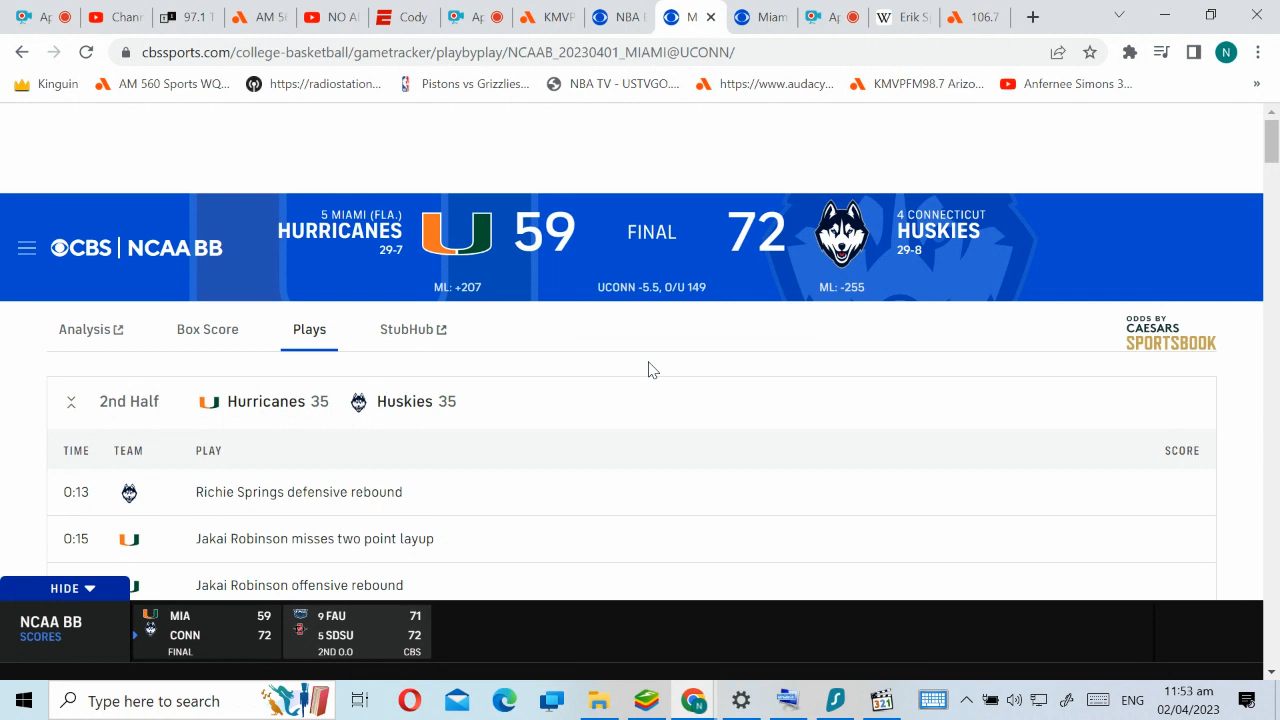 Ap
Chann
97.1 T
AM 56
NO AL
Cody
Ap
KMVP
NBA
M
Miam
Ap
Erik S
106.7
cbssports.com/college-basketball/gametracker/playbyplay/NCAAB_20230401_MIAMI@UCONN/
N
Kinguin
AM 560 Sports WQ...
https://radiostation...
Pistons vs Grizzlies...
NBA TV - USTVGO....
https://www.audacy...
KMVPFM98.7 Arizo...
Anfernee Simons 3...
»
CBS | NCAA BB
5 MIAMI (FLA.)
HURRICANES
29-7
59
FINAL
72
4 CONNECTICUT
HUSKIES
29-8
ML: +207
UCONN -5.5, O/U 149
ML: -255
Analysis
Box Score
Plays
StubHub
ODDS BY
CAESARS
SPORTSBOOK
2nd Half
Hurricanes 35
Huskies 35
TIME TEAM PLAY SCORE
0:13 Richie Springs defensive rebound
0:15 Jakai Robinson misses two point layup
Jakai Robinson offensive rebound
HIDE
NCAA BB
SCORES
MIA 59
CONN 72
FINAL
9 FAU 71
5 SDSU 72
2ND 0.0 CBS
Type here to search
321
ENG
11:53 am
02/04/2023